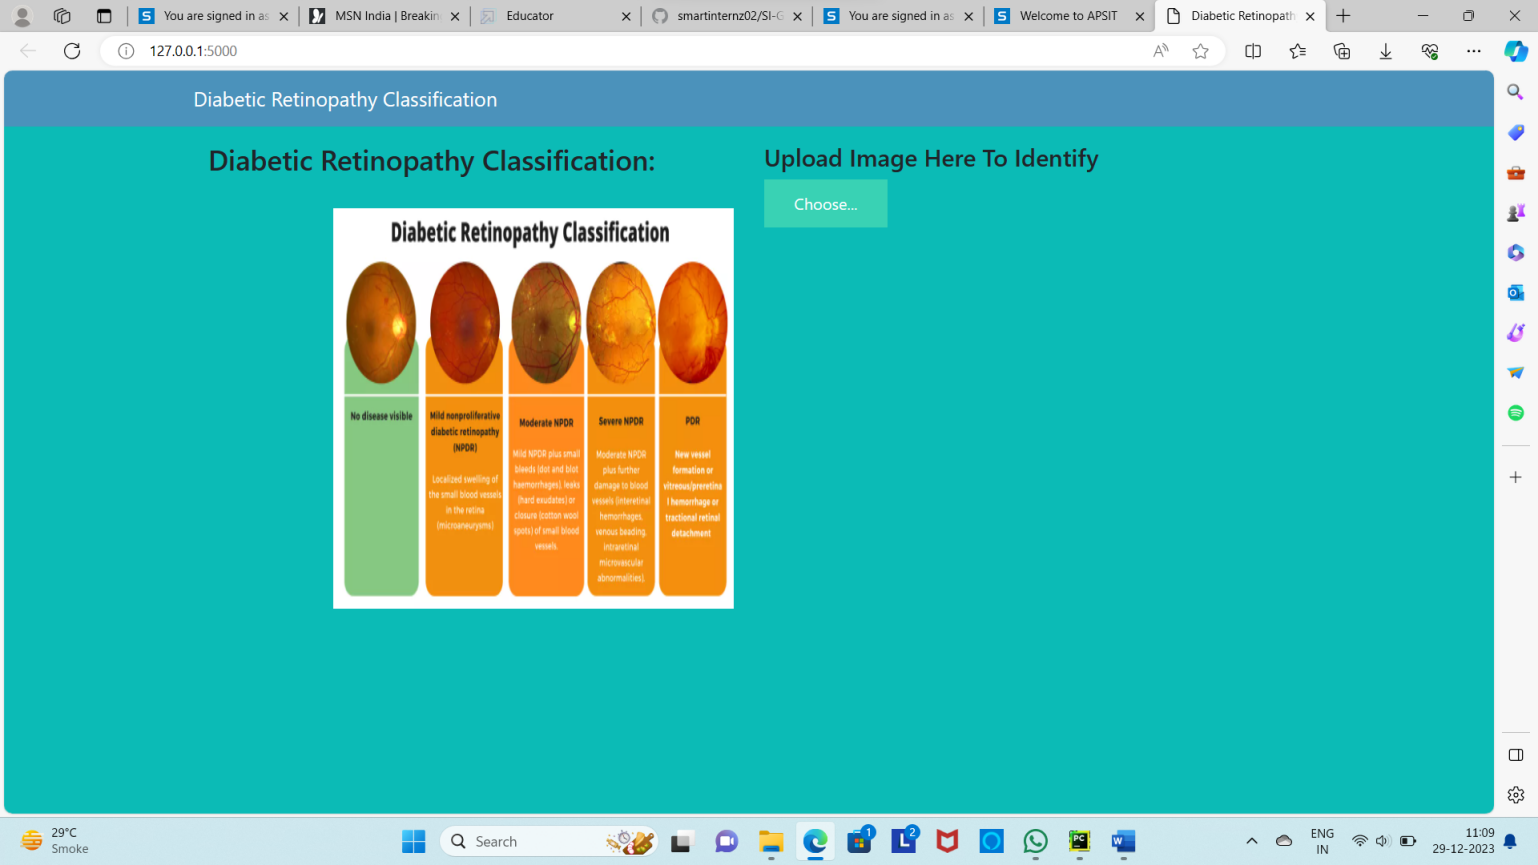 You are signed in as
MSN India | Breakin
Educator
smartinternz02/SI-G
You are signed in as
Welcome to APSIT
Diabetic Retinopath
127.0.0.1:5000
Diabetic Retinopathy Classification
Diabetic Retinopathy Classification:
Upload Image Here To Identify
Choose...
Diabetic Retinopathy Classification
No disease visible
Mild nonproliferative
diabetic retinopathy
(NPDR)
Localized swelling of
the small blood vessels
in the retina
(microaneurysms)
Moderate NPDR
Mild NPDR plus small
bleeds (dot and blot
haemorrhages), leaks
(hard exudates) or
closure (cotton wool
spots) of small blood
vessels.
Severe NPDR
Moderate NPDR
plus further
damage to blood
vessels (interetinal
hemorrhages,
venous beading,
intraretinal
microvascular
abnormalities).
PDR
New vessel
formation or
vitreous/preretina
l hemorrhage or
tractional retinal
detachment
29°C
Smoke
Search
1
2
ENG
IN
11:09
29-12-2023